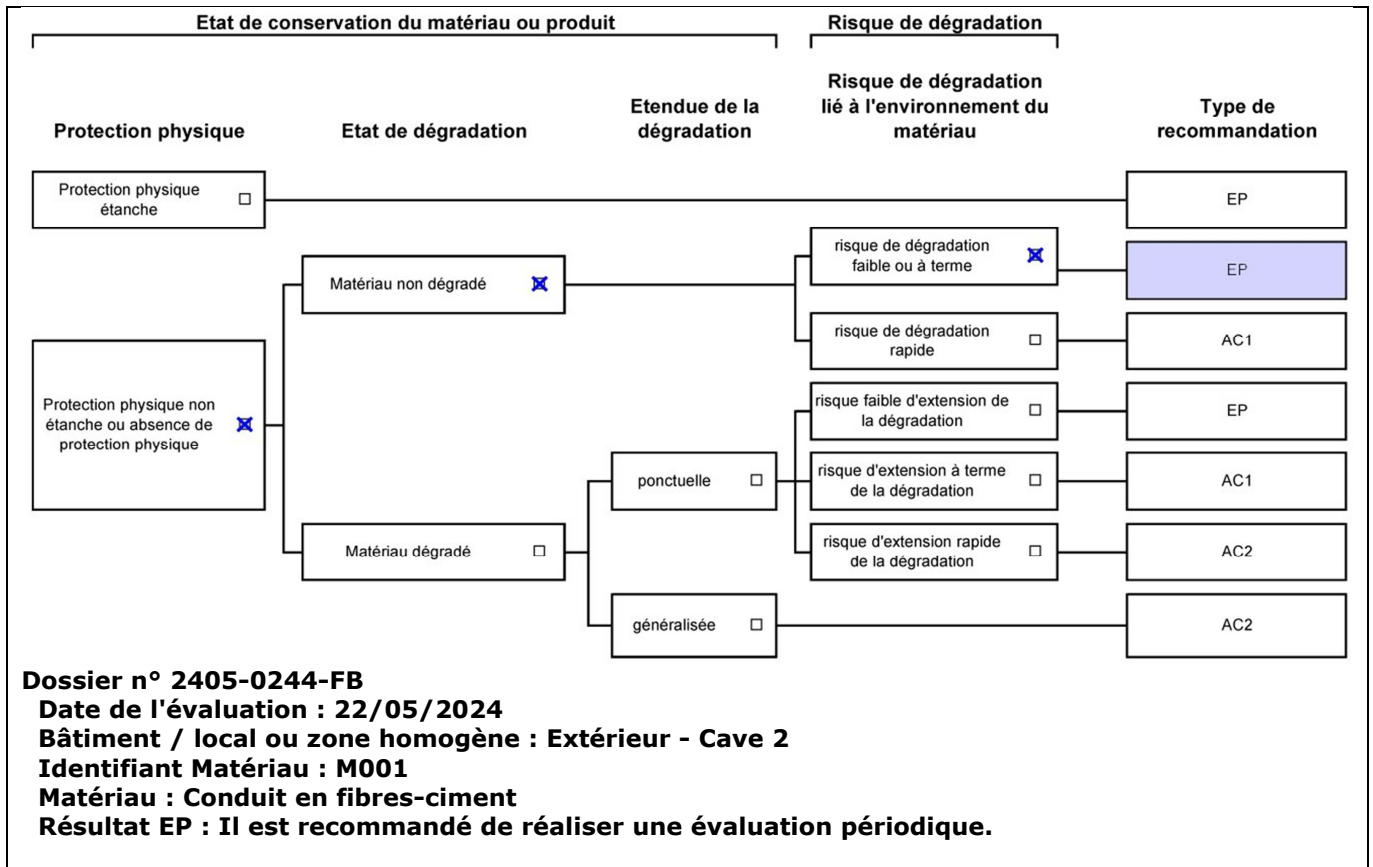 Etat de conservation du matériau ou produit
Risque de dégradation
Protection physique
Etat de dégradation
Etendue de la
dégradation
Risque de dégradation
lié à l'environnement du
matériau
Type de
recommandation
Protection physique
étanche
EP
risque de dégradation
faible ou à terme
EP
Matériau non dégradé
risque de dégradation
rapide
AC1
Protection physique non
étanche ou absence de
protection physique
risque faible d'extension de
la dégradation
EP
ponctuelle
risque d'extension à terme
de la dégradation
AC1
Matériau dégradé
risque d'extension rapide
de la dégradation
AC2
généralisée
AC2
Dossier n° 2405-0244-FB
Date de l'évaluation : 22/05/2024
Bâtiment / local ou zone homogène : Extérieur - Cave 2
Identifiant Matériau : M001
Matériau : Conduit en fibres-ciment
Résultat EP : Il est recommandé de réaliser une évaluation périodique.